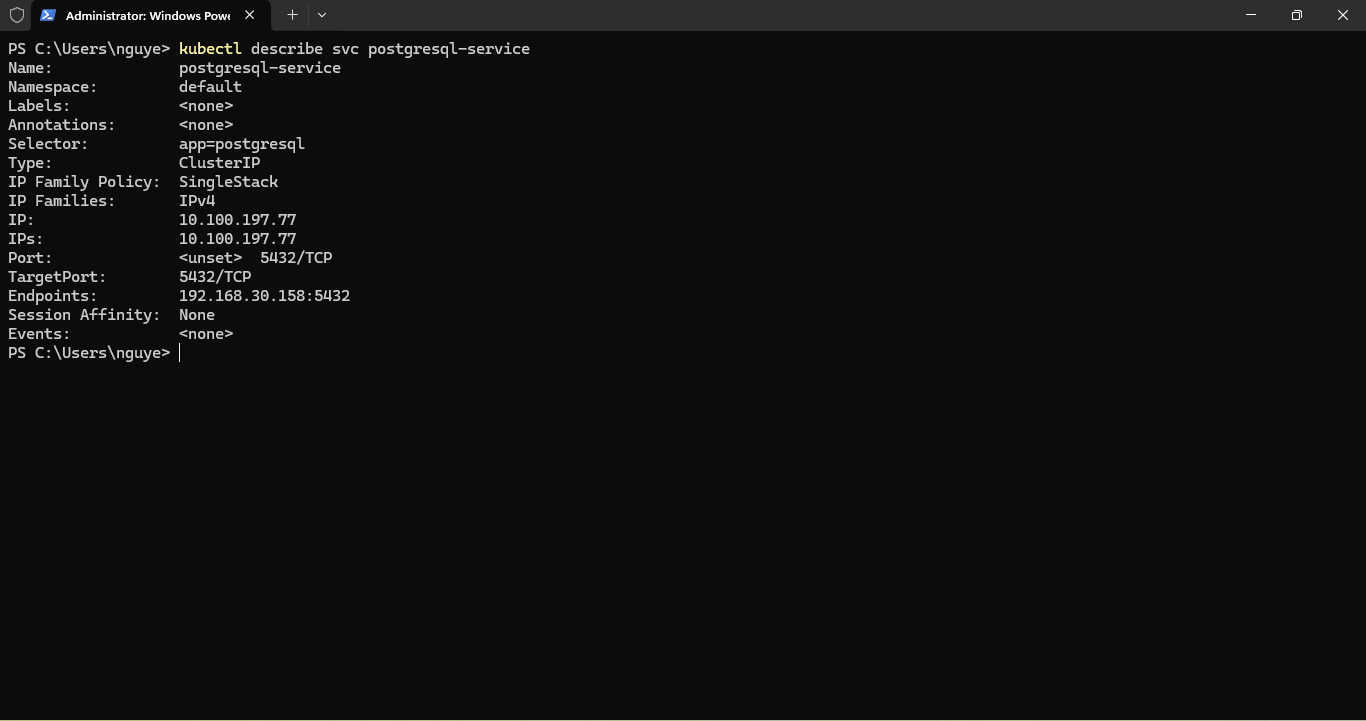 Administrator: Windows Powe
PS C:\Users\nguye> kubectl describe svc postgresql-service
Name:              postgresql-service
Namespace:         default
Labels:            <none>
Annotations:       <none>
Selector:          app=postgresql
Type:              ClusterIP
IP Family Policy:  SingleStack
IP Families:       IPv4
IP:                10.100.197.77
IPs:               10.100.197.77
Port:              <unset>  5432/TCP
TargetPort:        5432/TCP
Endpoints:         192.168.30.158:5432
Session Affinity:  None
Events:            <none>
PS C:\Users\nguye>